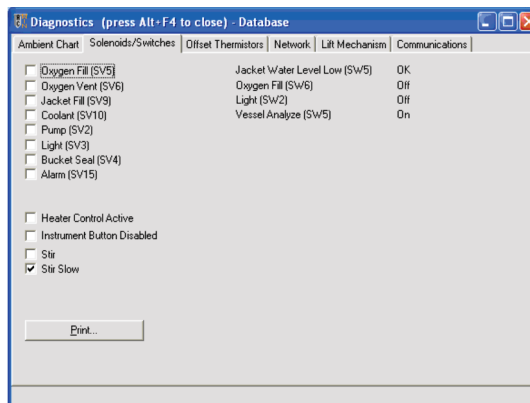 Diagnostics (press Alt+F4 to close) - Database
Ambient Chart Solenoids/Switches Offset Thermistors Network Lift Mechanism Communications
Oxygen Fill (SV5) Jacket Water Level Low (SW5) OK
Oxygen Vent (SV6) Oxygen Fill (SW6) Off
Jacket Fill (SV9) Light (SW2) Off
Coolant (SV10) Vessel Analyze (SW5) On
Pump (SV2)
Light (SV3)
Bucket Seal (SV4)
Alarm (SV15)
Heater Control Active
Instrument Button Disabled
Stir
Stir Slow
Print...